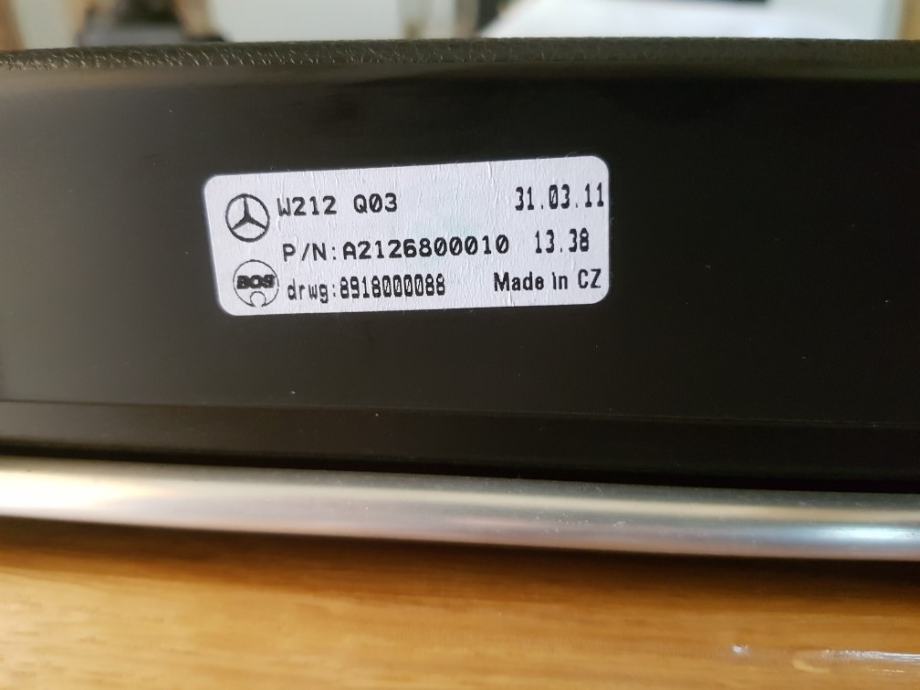 W212 Q03 31.03.11
P/N:A2126800010 13.38
BOS drwg:8918000088 Made in CZ